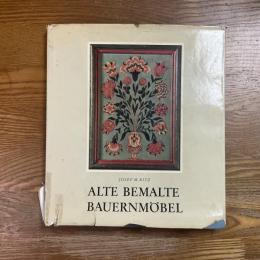 JOSEF M. RITZ
ALTE BEMALTE
BAUERNMÖBEL